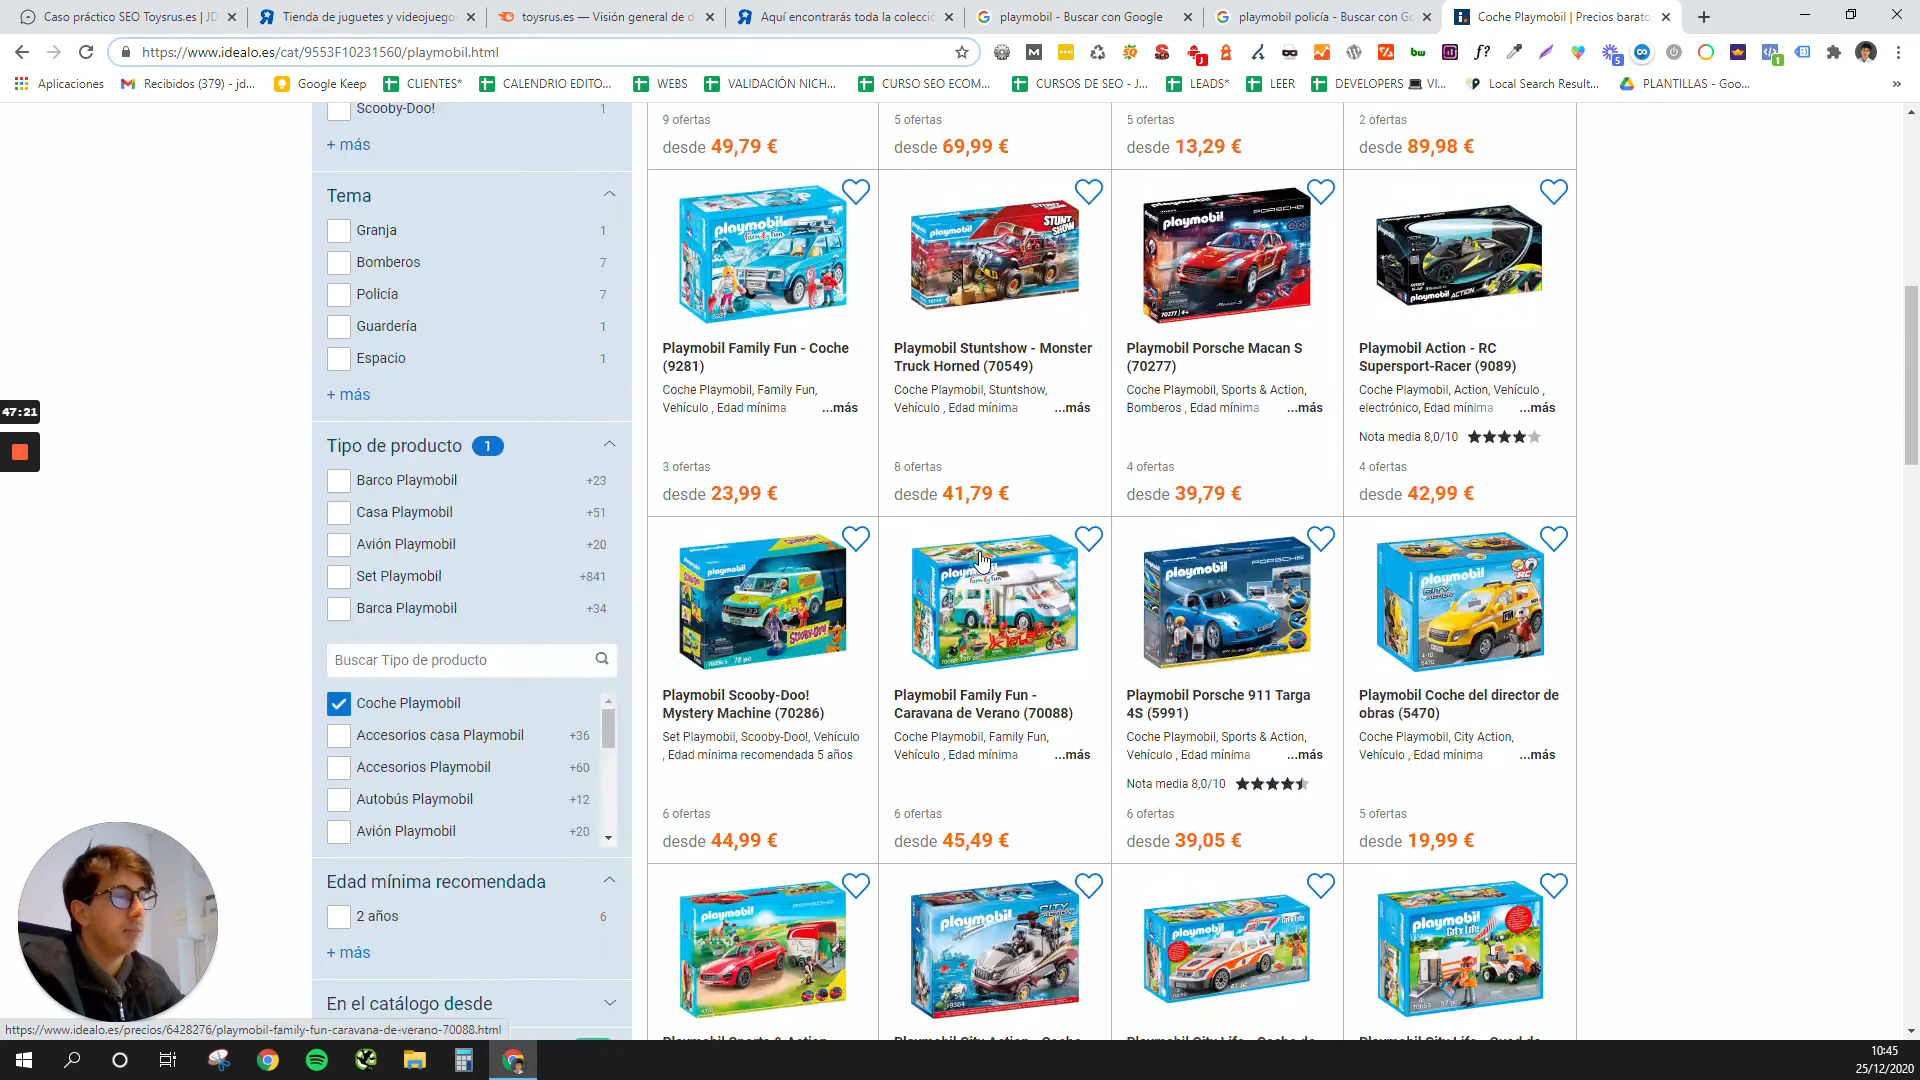 Caso práctico SEO Toysrus.es | JD
Tienda de juguetes y videojuego
toysrus.es — Visión general de d
Aquí encontrarás toda la colecci
playmobil - Buscar con Google
playmobil policía - Buscar con Go
Coche Playmobil | Precios barato
https://www.idealo.es/cat/9553F10231560/playmobil.html
Aplicaciones
Recibidos (379) - jd...
Google Keep
CLIENTES*
CALENDARIO EDITO...
WEBS
VALIDACIÓN NICH...
CURSO SEO ECOM...
CURSOS DE SEO - J...
LEADS*
LEER
DEVELOPERS 💻 VI...
Local Search Result...
PLANTILLAS - Goo...
»
Scooby-Doo! 1
+ más
Tema
Granja 1
Bomberos 7
Policía 7
Guardería 1
Espacio 1
+ más
Tipo de producto 1
Barco Playmobil +23
Casa Playmobil +51
Avión Playmobil +20
Set Playmobil +841
Barca Playmobil +34
Buscar Tipo de producto
Coche Playmobil
Accesorios casa Playmobil +36
Accesorios Playmobil +60
Autobús Playmobil +12
Avión Playmobil +20
Edad mínima recomendada
2 años 6
+ más
En el catálogo desde
9 ofertas
desde 49,79 €
5 ofertas
desde 69,99 €
5 ofertas
desde 13,29 €
2 ofertas
desde 89,98 €
Playmobil Family Fun - Coche
(9281)
Coche Playmobil, Family Fun,
Vehículo , Edad mínima ...más
3 ofertas
desde 23,99 €
Playmobil Stuntshow - Monster
Truck Horned (70549)
Coche Playmobil, Stuntshow,
Vehículo , Edad mínima ...más
8 ofertas
desde 41,79 €
Playmobil Porsche Macan S
(70277)
Coche Playmobil, Sports & Action,
Bomberos , Edad mínima ...más
4 ofertas
desde 39,79 €
Playmobil Action - RC
Supersport-Racer (9089)
Coche Playmobil, Action, Vehículo ,
electrónico, Edad mínima ...más
Nota media 8,0/10
4 ofertas
desde 42,99 €
Playmobil Scooby-Doo!
Mystery Machine (70286)
Set Playmobil, Scooby-Doo!, Vehículo
, Edad mínima recomendada 5 años
6 ofertas
desde 44,99 €
Playmobil Family Fun -
Caravana de Verano (70088)
Coche Playmobil, Family Fun,
Vehículo , Edad mínima ...más
6 ofertas
desde 45,49 €
Playmobil Porsche 911 Targa
4S (5991)
Coche Playmobil, Sports & Action,
Vehículo , Edad mínima ...más
Nota media 8,0/10
6 ofertas
desde 39,05 €
Playmobil Coche del director de
obras (5470)
Coche Playmobil, City Action,
Vehículo , Edad mínima ...más
5 ofertas
desde 19,99 €
47:21
https://www.idealo.es/precios/6428276/playmobil-family-fun-caravana-de-verano-70088.html
10:45
25/12/2020